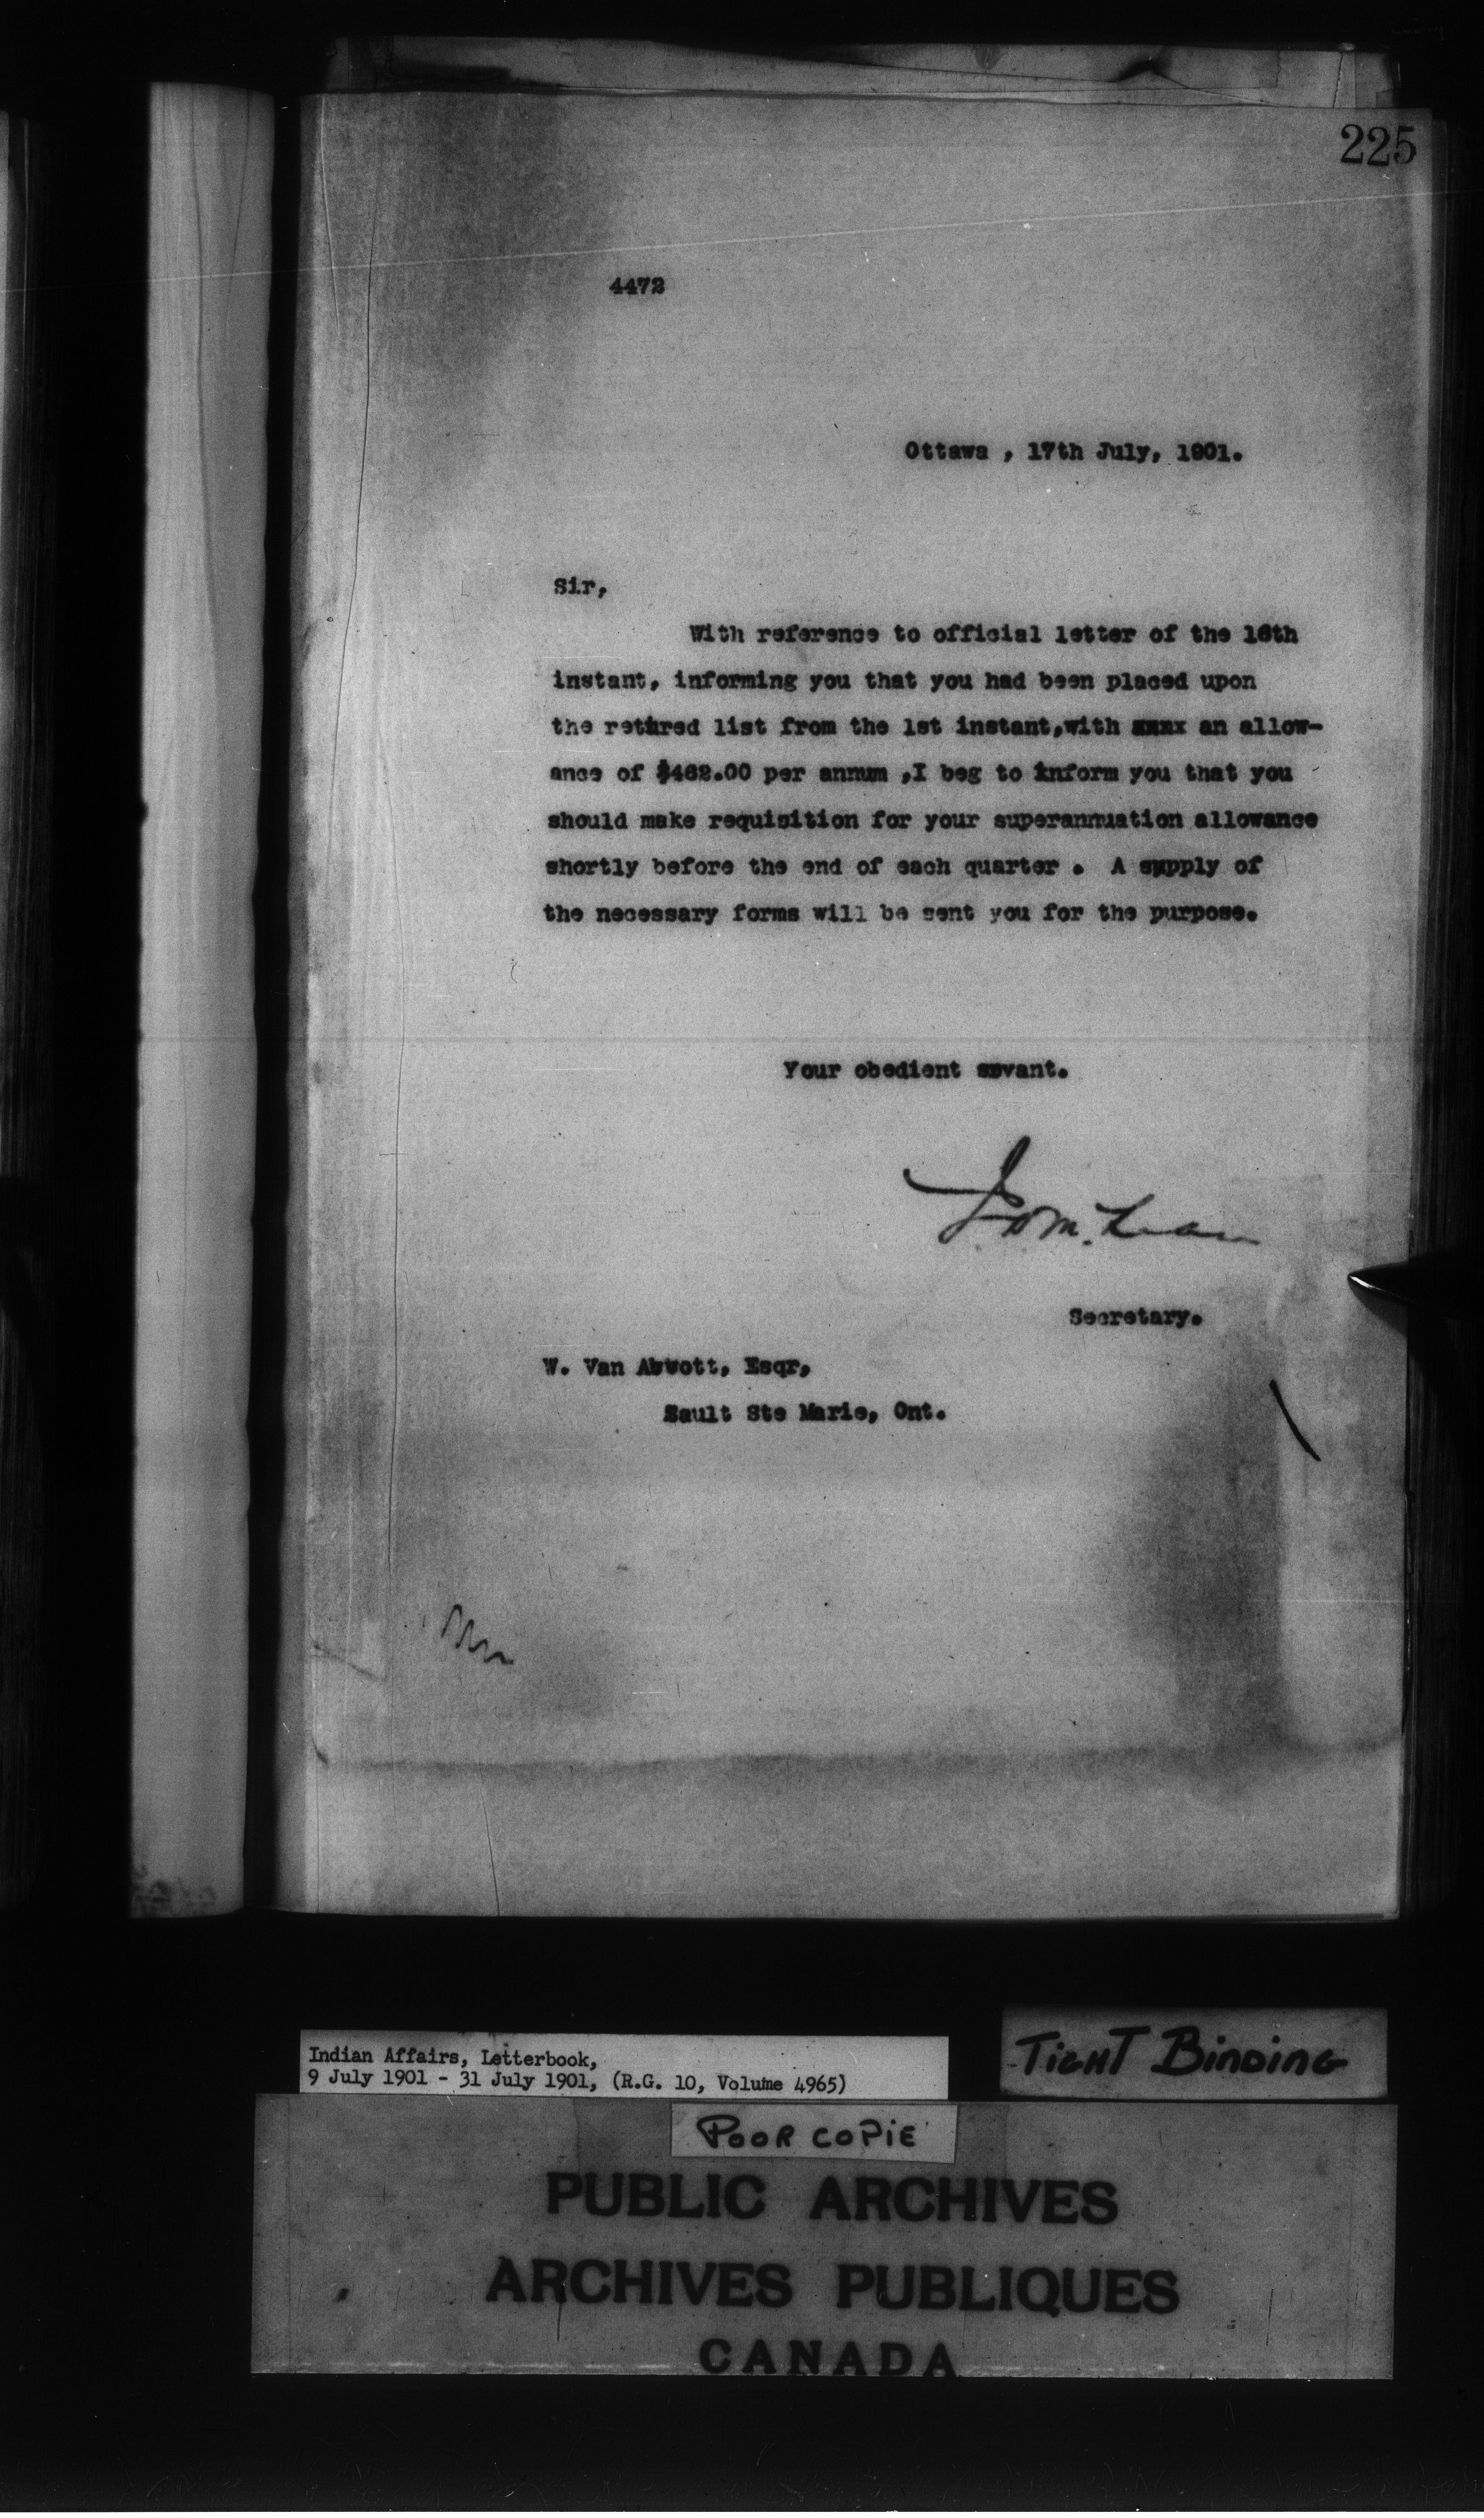 225
4472
Ottawa , 17th July, 1901.
Sir,
With reference to official letter of the 16th
instant, informing you that you had been placed upon
the retired list from the 1st instant,with xxxx an allow-
ance of $462.00 per annum ,I beg to inform you that you
should make requisition for your superannuation allowance
shortly before the end of each quarter . A supply of
the necessary forms will be sent you for the purpose.
Your obedient
Secretary.
W. Van Abbott, Esqr,
Sault Ste Marie, Ont.
Indian Affairs, Letterbook,
9 July 1901 - 31 July 1901, (R.G. 10, Volume 4965)
TIGHT BINDING
POOR COPIE
PUBLIC ARCHIVES
ARCHIVES PUBLIQUES
CANADA